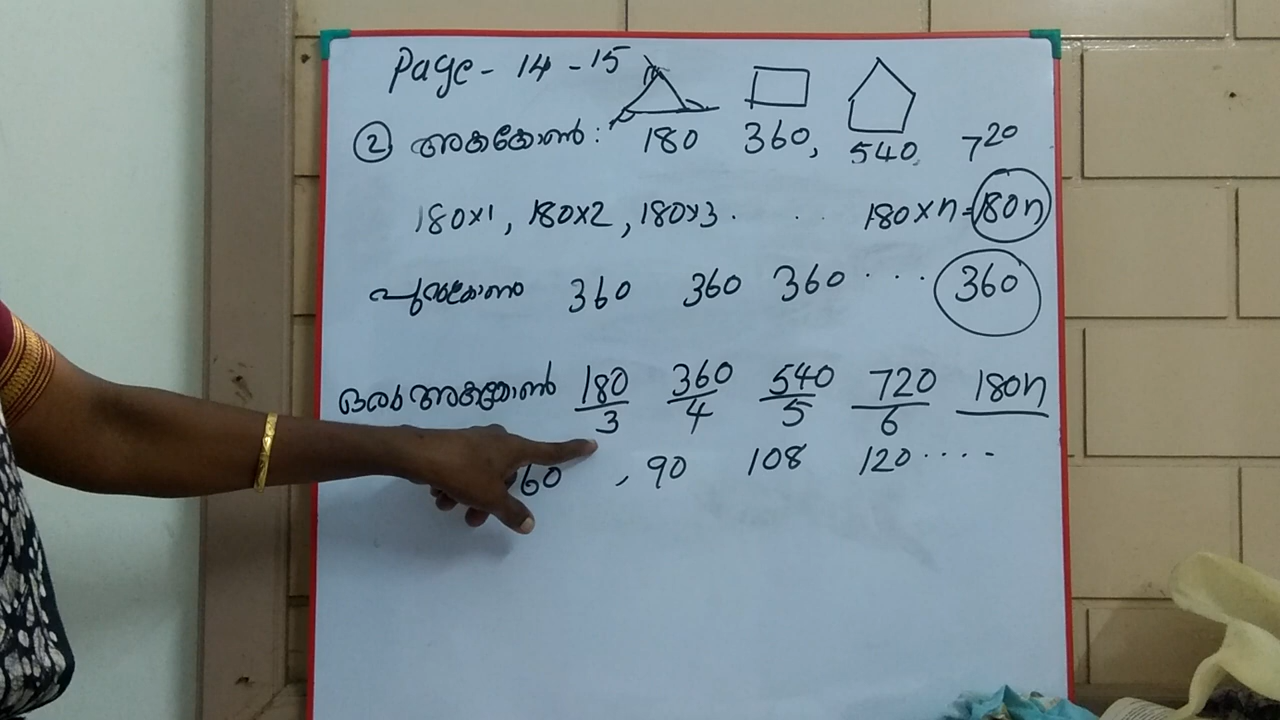 Page - 14 - 15
② അകകോൺ: 180 360, 540, 720
180×1, 180×2, 180×3 . . . 180×n = 180n
പുറകോണ 360 360 360 ... 360
ഒരു അകകോൺ 180/3 360/4 540/5 720/6 180n/
60 , 90 108 120 .....